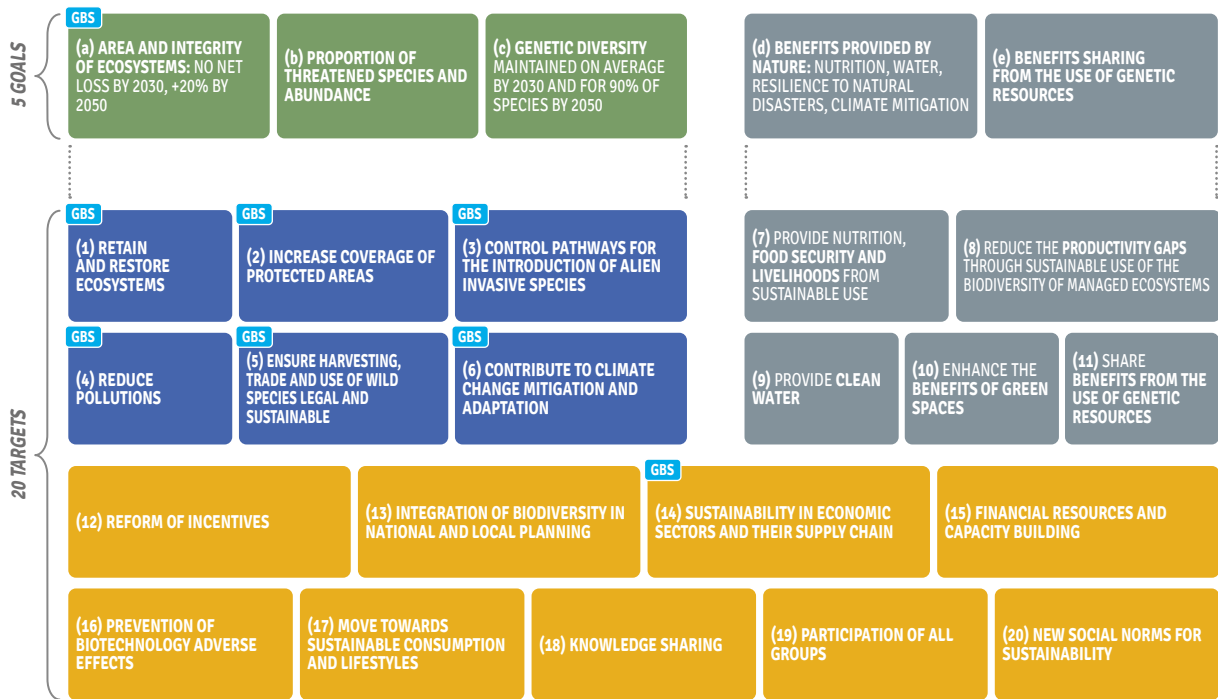 5 GOALS
GBS
(a) AREA AND INTEGRITY
OF ECOSYSTEMS: NO NET
LOSS BY 2030, +20% BY
2050
(b) PROPORTION OF
THREATENED SPECIES AND
ABUNDANCE
(c) GENETIC DIVERSITY
MAINTAINED ON AVERAGE
BY 2030 AND FOR 90% OF
SPECIES BY 2050
(d) BENEFITS PROVIDED BY
NATURE: NUTRITION, WATER,
RESILIENCE TO NATURAL
DISASTERS, CLIMATE MITIGATION
(e) BENEFITS SHARING
FROM THE USE OF GENETIC
RESOURCES
20 TARGETS
GBS
(1) RETAIN
AND RESTORE
ECOSYSTEMS
GBS
(2) INCREASE COVERAGE OF
PROTECTED AREAS
GBS
(3) CONTROL PATHWAYS FOR
THE INTRODUCTION OF ALIEN
INVASIVE SPECIES
(7) PROVIDE NUTRITION,
FOOD SECURITY AND
LIVELIHOODS FROM
SUSTAINABLE USE
(8) REDUCE THE PRODUCTIVITY GAPS
THROUGH SUSTAINABLE USE OF THE
BIODIVERSITY OF MANAGED ECOSYSTEMS
GBS
(4) REDUCE
POLLUTIONS
GBS
(5) ENSURE HARVESTING,
TRADE AND USE OF WILD
SPECIES LEGAL AND
SUSTAINABLE
GBS
(6) CONTRIBUTE TO CLIMATE
CHANGE MITIGATION AND
ADAPTATION
(9) PROVIDE CLEAN
WATER
(10) ENHANCE THE
BENEFITS OF GREEN
SPACES
(11) SHARE
BENEFITS FROM THE
USE OF GENETIC
RESOURCES
(12) REFORM OF INCENTIVES
(13) INTEGRATION OF BIODIVERSITY IN
NATIONAL AND LOCAL PLANNING
GBS
(14) SUSTAINABILITY IN ECONOMIC
SECTORS AND THEIR SUPPLY CHAIN
(15) FINANCIAL RESOURCES AND
CAPACITY BUILDING
(16) PREVENTION OF
BIOTECHNOLOGY ADVERSE
EFFECTS
(17) MOVE TOWARDS
SUSTAINABLE CONSUMPTION
AND LIFESTYLES
(18) KNOWLEDGE SHARING
(19) PARTICIPATION OF ALL
GROUPS
(20) NEW SOCIAL NORMS FOR
SUSTAINABILITY